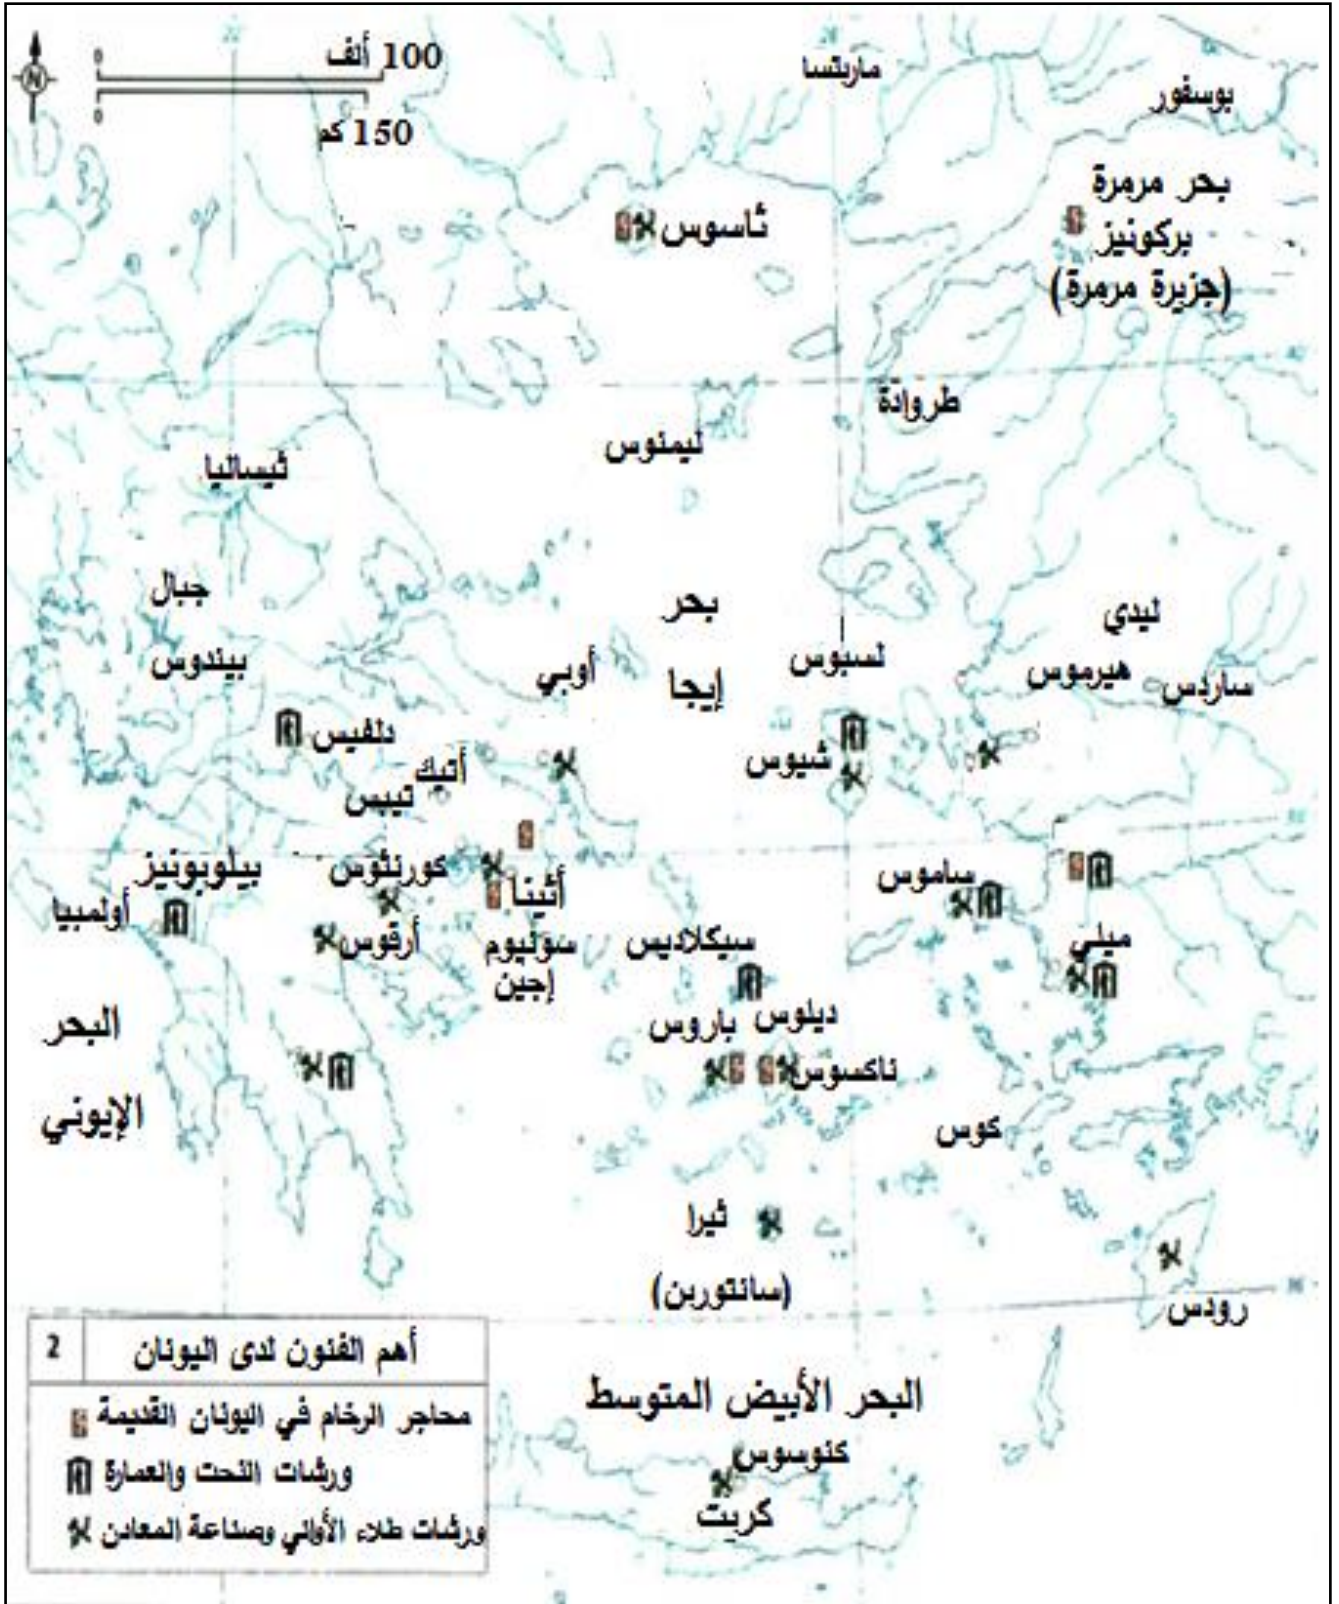 N
0
100 ألف
0
150 كم
ماريتسا
بوسفور
بحر مرمرة
بركونيز
(جزيرة مرمرة)
ثاسوس
طروادة
ليمنوس
ثيساليا
جبال
بيندوس
بحر
إيجا
أوبي
لسبوس
ليدي
هيرموس
ساردس
دلفيس
أتيك
تيبس
شيوس
بيلوبونيز
كورنثوس
أثينا
ساموس
أولمبيا
أرقوس
سونيوم
إجين
سيكلاديس
ميلي
البحر
الإيوني
ديلوس
باروس
ناكسوس
كوس
ثيرا
(سانتورين)
رودس
البحر الأبيض المتوسط
كنوسوس
كريت
أهم الفنون لدى اليونان 2
محاجر الرخام في اليونان القديمة
ورشات النحت والعمارة
ورشات طلاء الأواني وصناعة المعادن